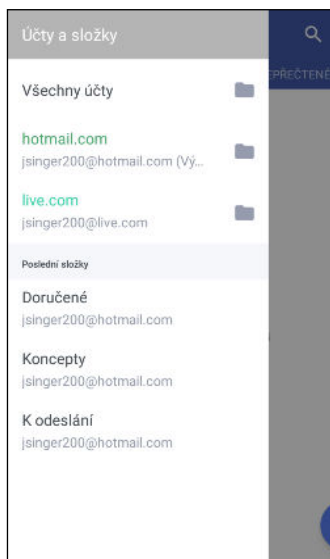 Účty a složky
Všechny účty
hotmail.com
jsinger200@hotmail.com (Vý...
live.com
jsinger200@live.com
Poslední složky
Doručené
jsinger200@hotmail.com
Koncepty
jsinger200@hotmail.com
K odeslání
jsinger200@hotmail.com
EPŘEČTENÉ